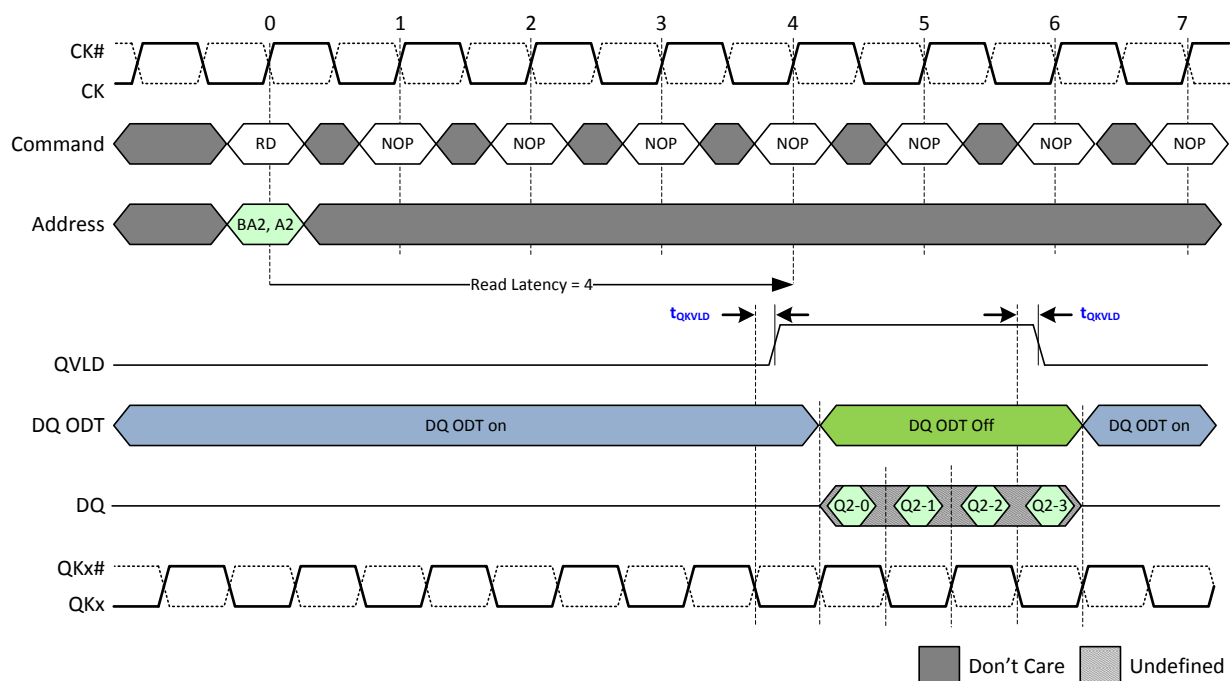 0 1 2 3 4 5 6 7
CK#
CK
Command RD NOP NOP NOP NOP NOP NOP NOP
Address BA2, A2
Read Latency = 4
tQKVLD tQKVLD
QVLD
DQ ODT DQ ODT on DQ ODT Off DQ ODT on
DQ Q2-0 Q2-1 Q2-2 Q2-3
QKx#
QKx
Don't Care Undefined